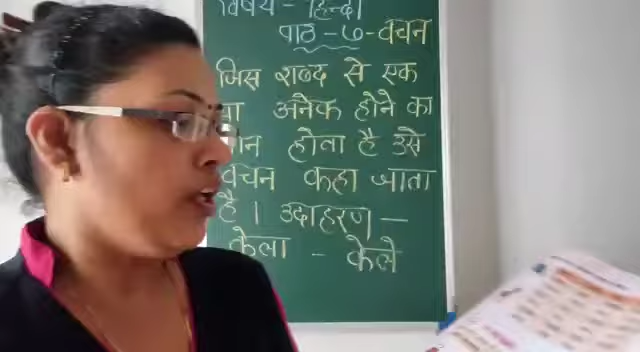 विषय - हिन्दी
पाठ - ७ - वचन
जिस शब्द से एक
या अनेक होने का
होता है उसे
वचन कहा जाता
है । उदाहरण —
केला - केले